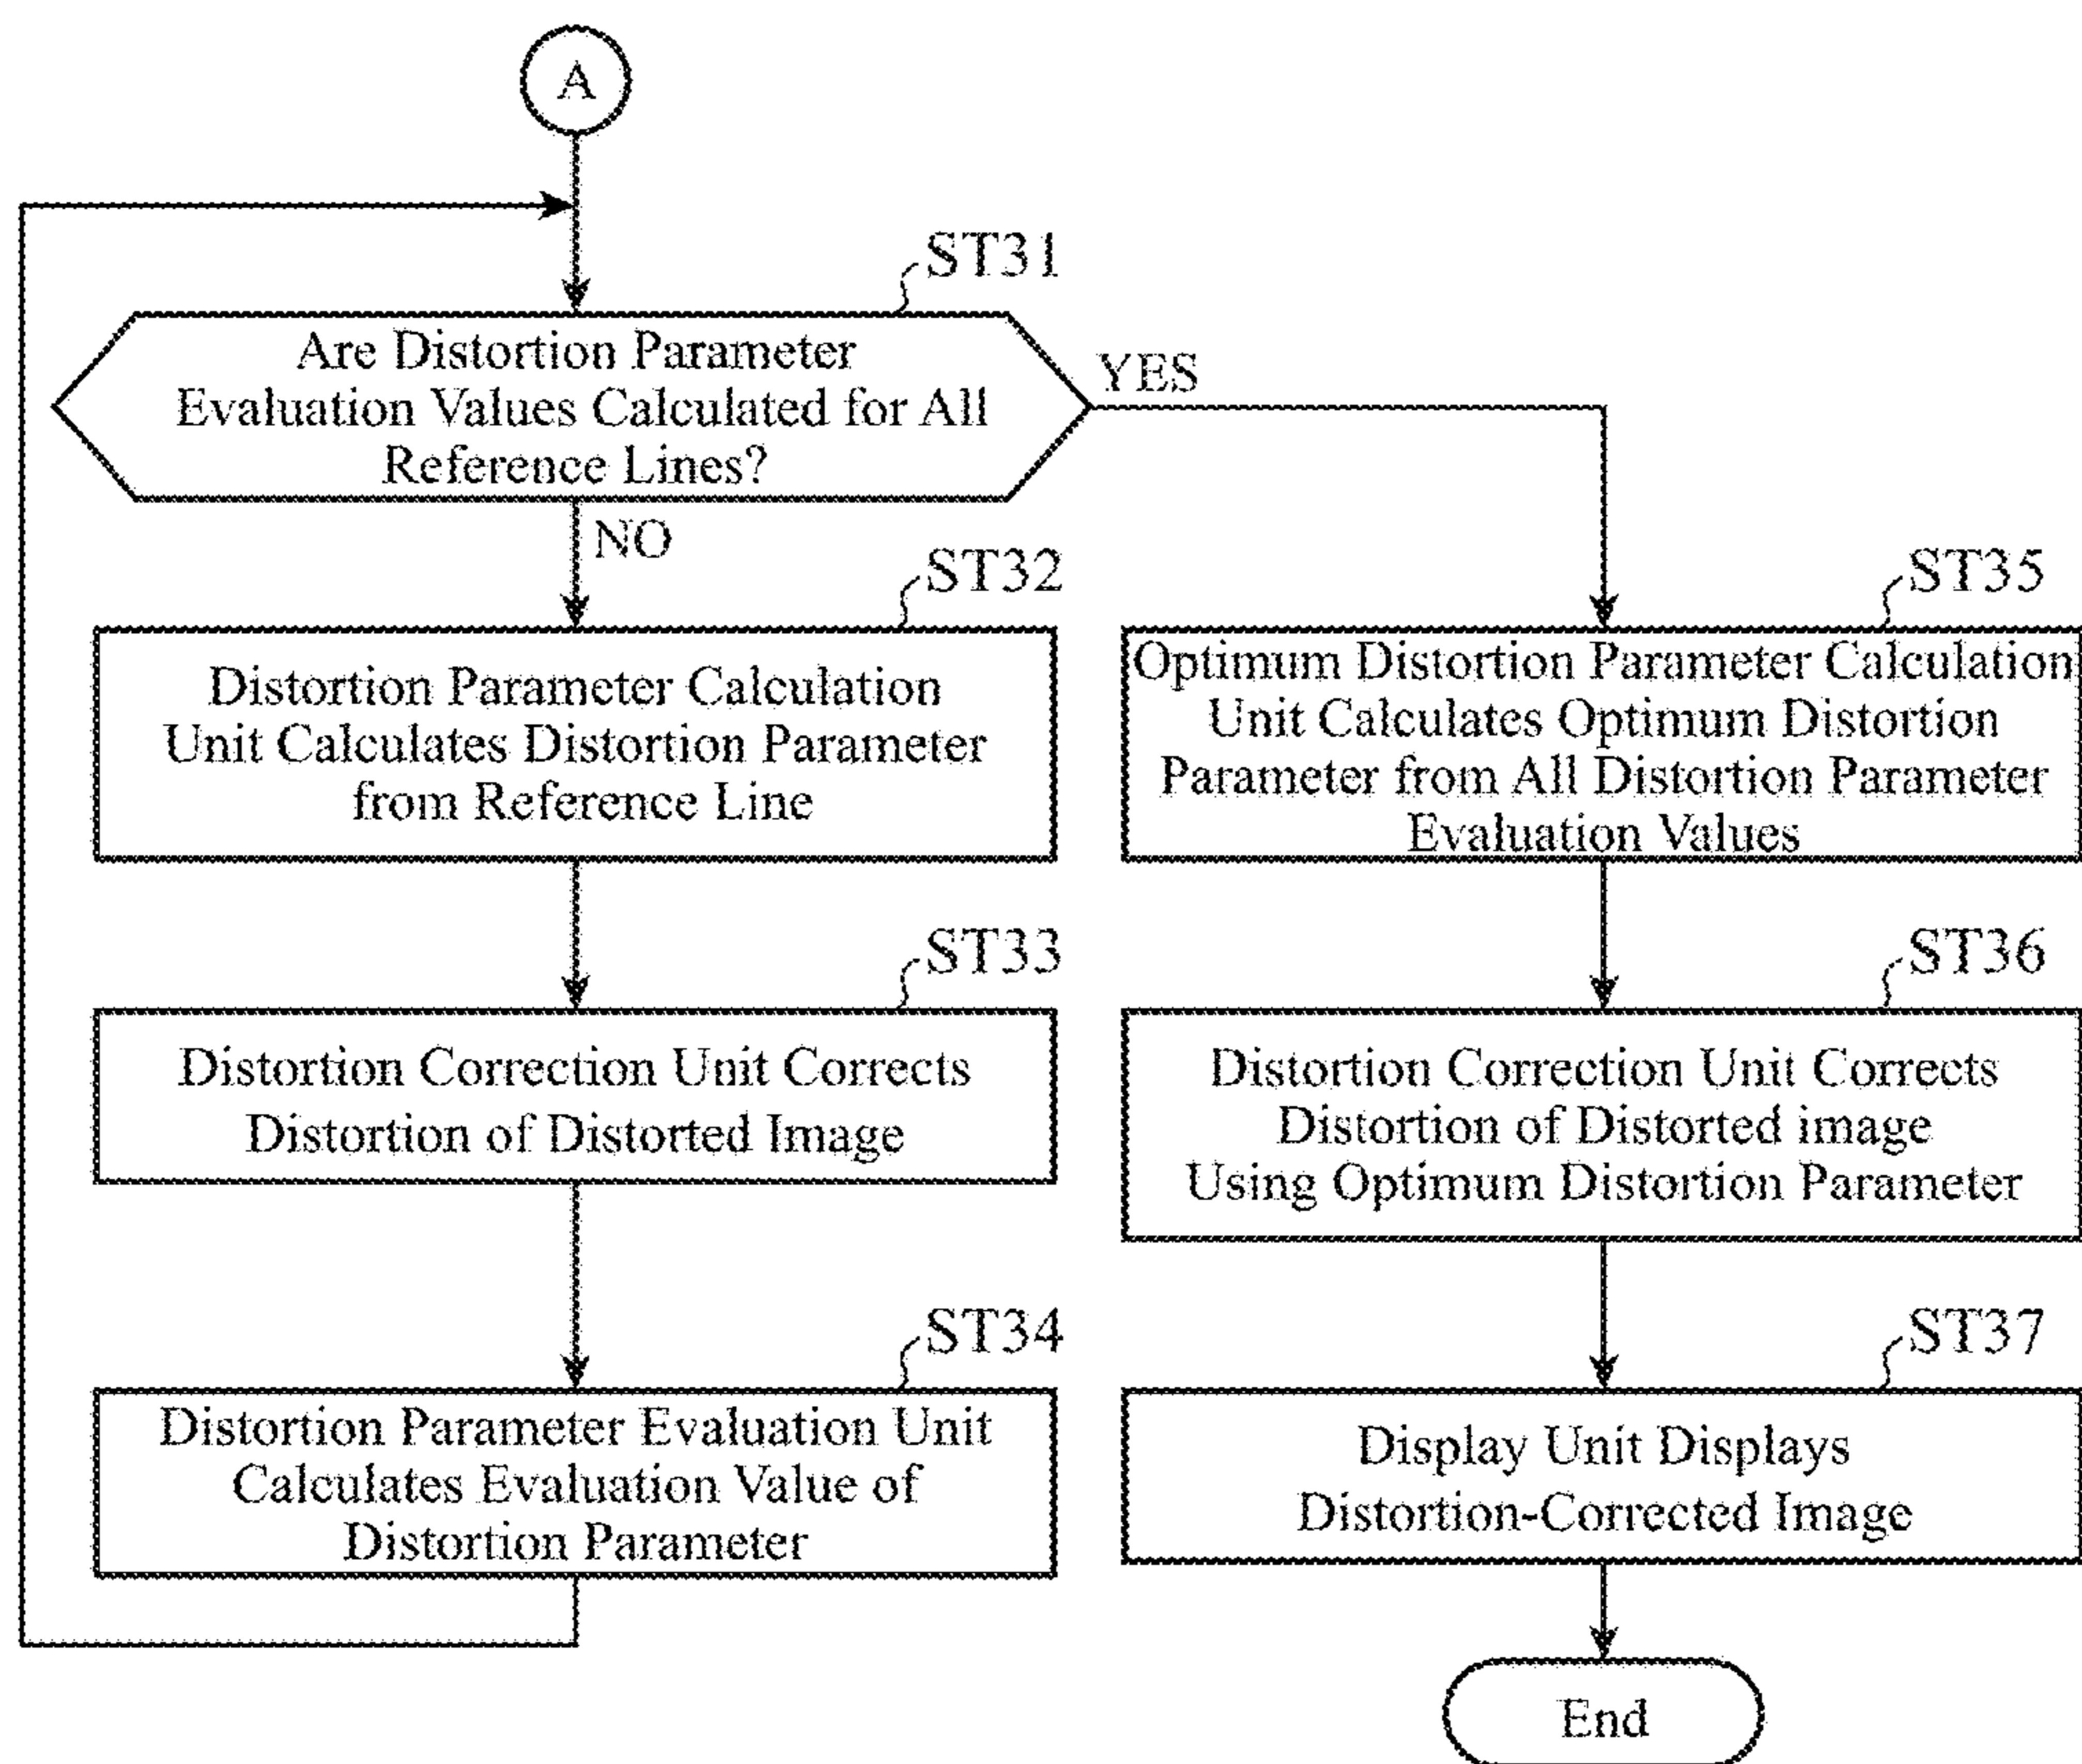 A
ST31
Are Distortion Parameter
Evaluation Values Calculated for All
Reference Lines?
YES
NO
ST32
Distortion Parameter Calculation
Unit Calculates Distortion Parameter
from Reference Line
ST33
Distortion Correction Unit Corrects
Distortion of Distorted Image
ST34
Distortion Parameter Evaluation Unit
Calculates Evaluation Value of
Distortion Parameter
ST35
Optimum Distortion Parameter Calculation
Unit Calculates Optimum Distortion
Parameter from All Distortion Parameter
Evaluation Values
ST36
Distortion Correction Unit Corrects
Distortion of Distorted image
Using Optimum Distortion Parameter
ST37
Display Unit Displays
Distortion-Corrected Image
End